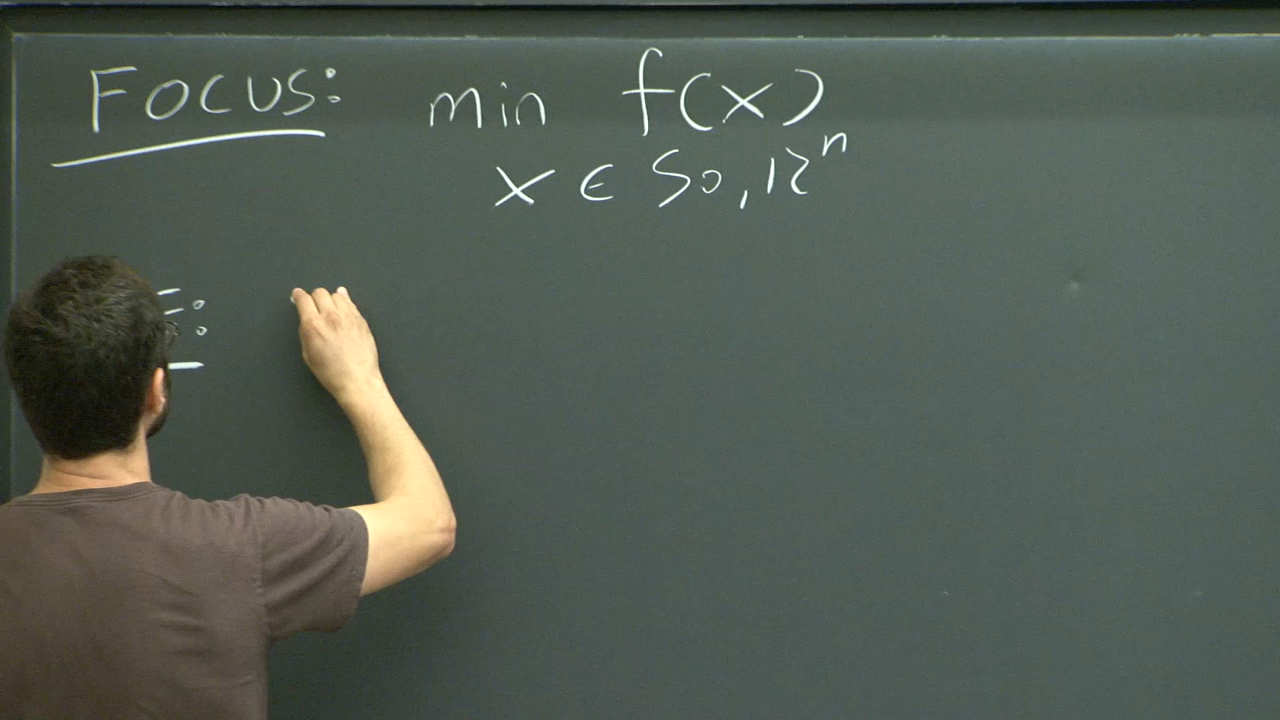 FOCUS: min f(x)
x ∈ {0,1}ⁿ